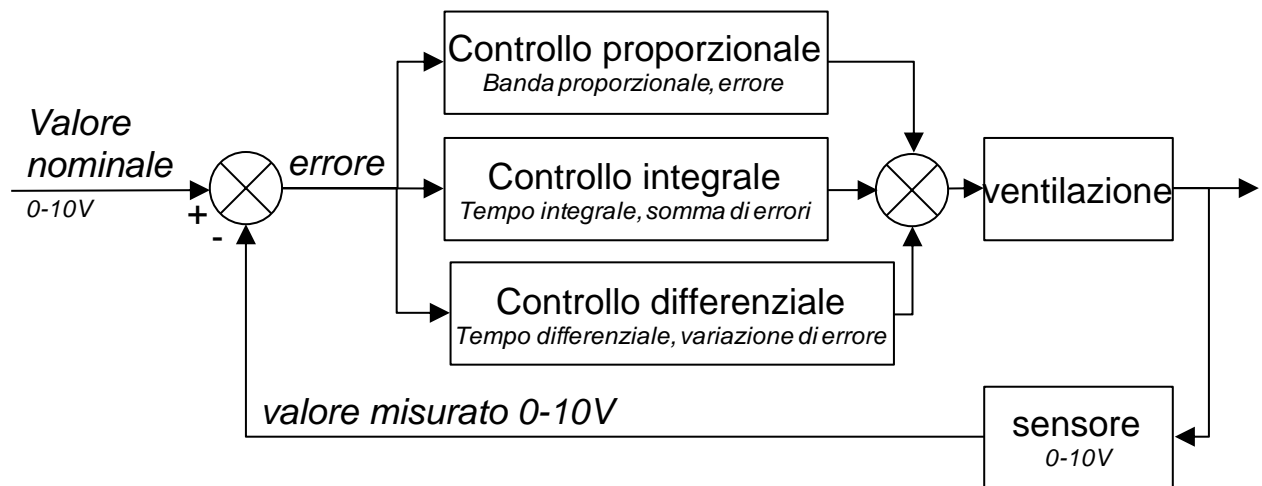 Controllo proporzionale
Banda proporzionale, errore
Valore
nominale
0-10V
+
-
errore
Controllo integrale
Tempo integrale, somma di errori
ventilazione
Controllo differenziale
Tempo differenziale, variazione di errore
valore misurato 0-10V
sensore
0-10V